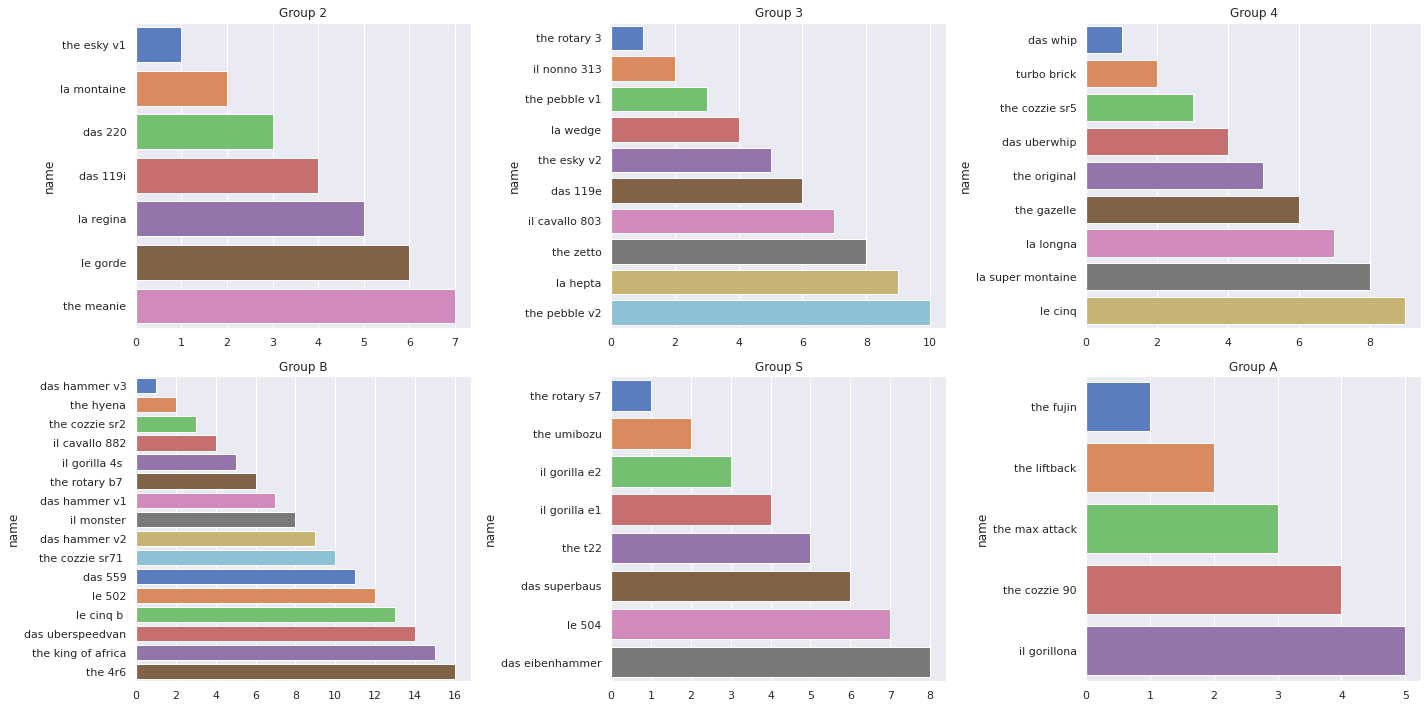 Group 2
name
the esky v1
la montaine
das 220
das 119i
la regina
le gorde
the meanie
0 1 2 3 4 5 6 7
Group 3
name
the rotary 3
il nonno 313
the pebble v1
la wedge
the esky v2
das 119e
il cavallo 803
the zetto
la hepta
the pebble v2
0 2 4 6 8 10
Group 4
name
das whip
turbo brick
the cozzie sr5
das uberwhip
the original
the gazelle
la longna
la super montaine
le cinq
0 2 4 6 8
Group B
name
das hammer v3
the hyena
the cozzie sr2
il cavallo 882
il gorilla 4s
the rotary b7
das hammer v1
il monster
das hammer v2
the cozzie sr71
das 559
le 502
le cinq b
das uberspeedvan
the king of africa
the 4r6
0 2 4 6 8 10 12 14 16
Group S
name
the rotary s7
the umibozu
il gorilla e2
il gorilla e1
the t22
das superbaus
le 504
das eibenhammer
0 1 2 3 4 5 6 7 8
Group A
name
the fujin
the liftback
the max attack
the cozzie 90
il gorillona
0 1 2 3 4 5